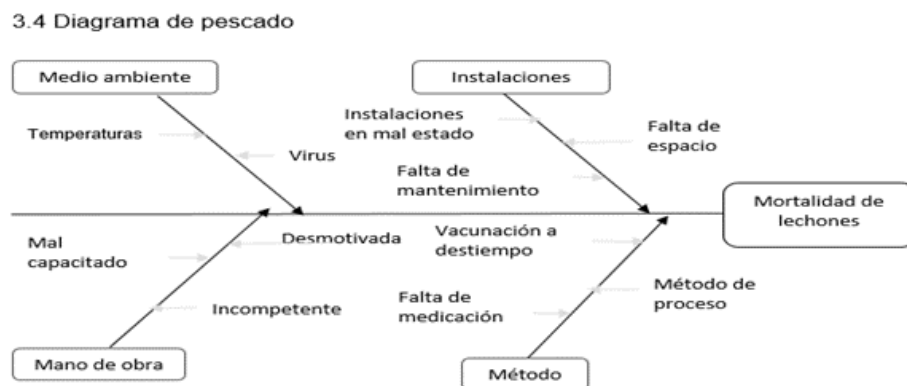 3.4 Diagrama de pescado
Medio ambiente
Instalaciones
Temperaturas
Virus
Instalaciones
en mal estado
Falta de
espacio
Falta de
mantenimiento
Mortalidad de
lechones
Mal
capacitado
Desmotivada
Vacunación a
destiempo
Incompetente
Falta de
medicación
Método de
proceso
Mano de obra
Método